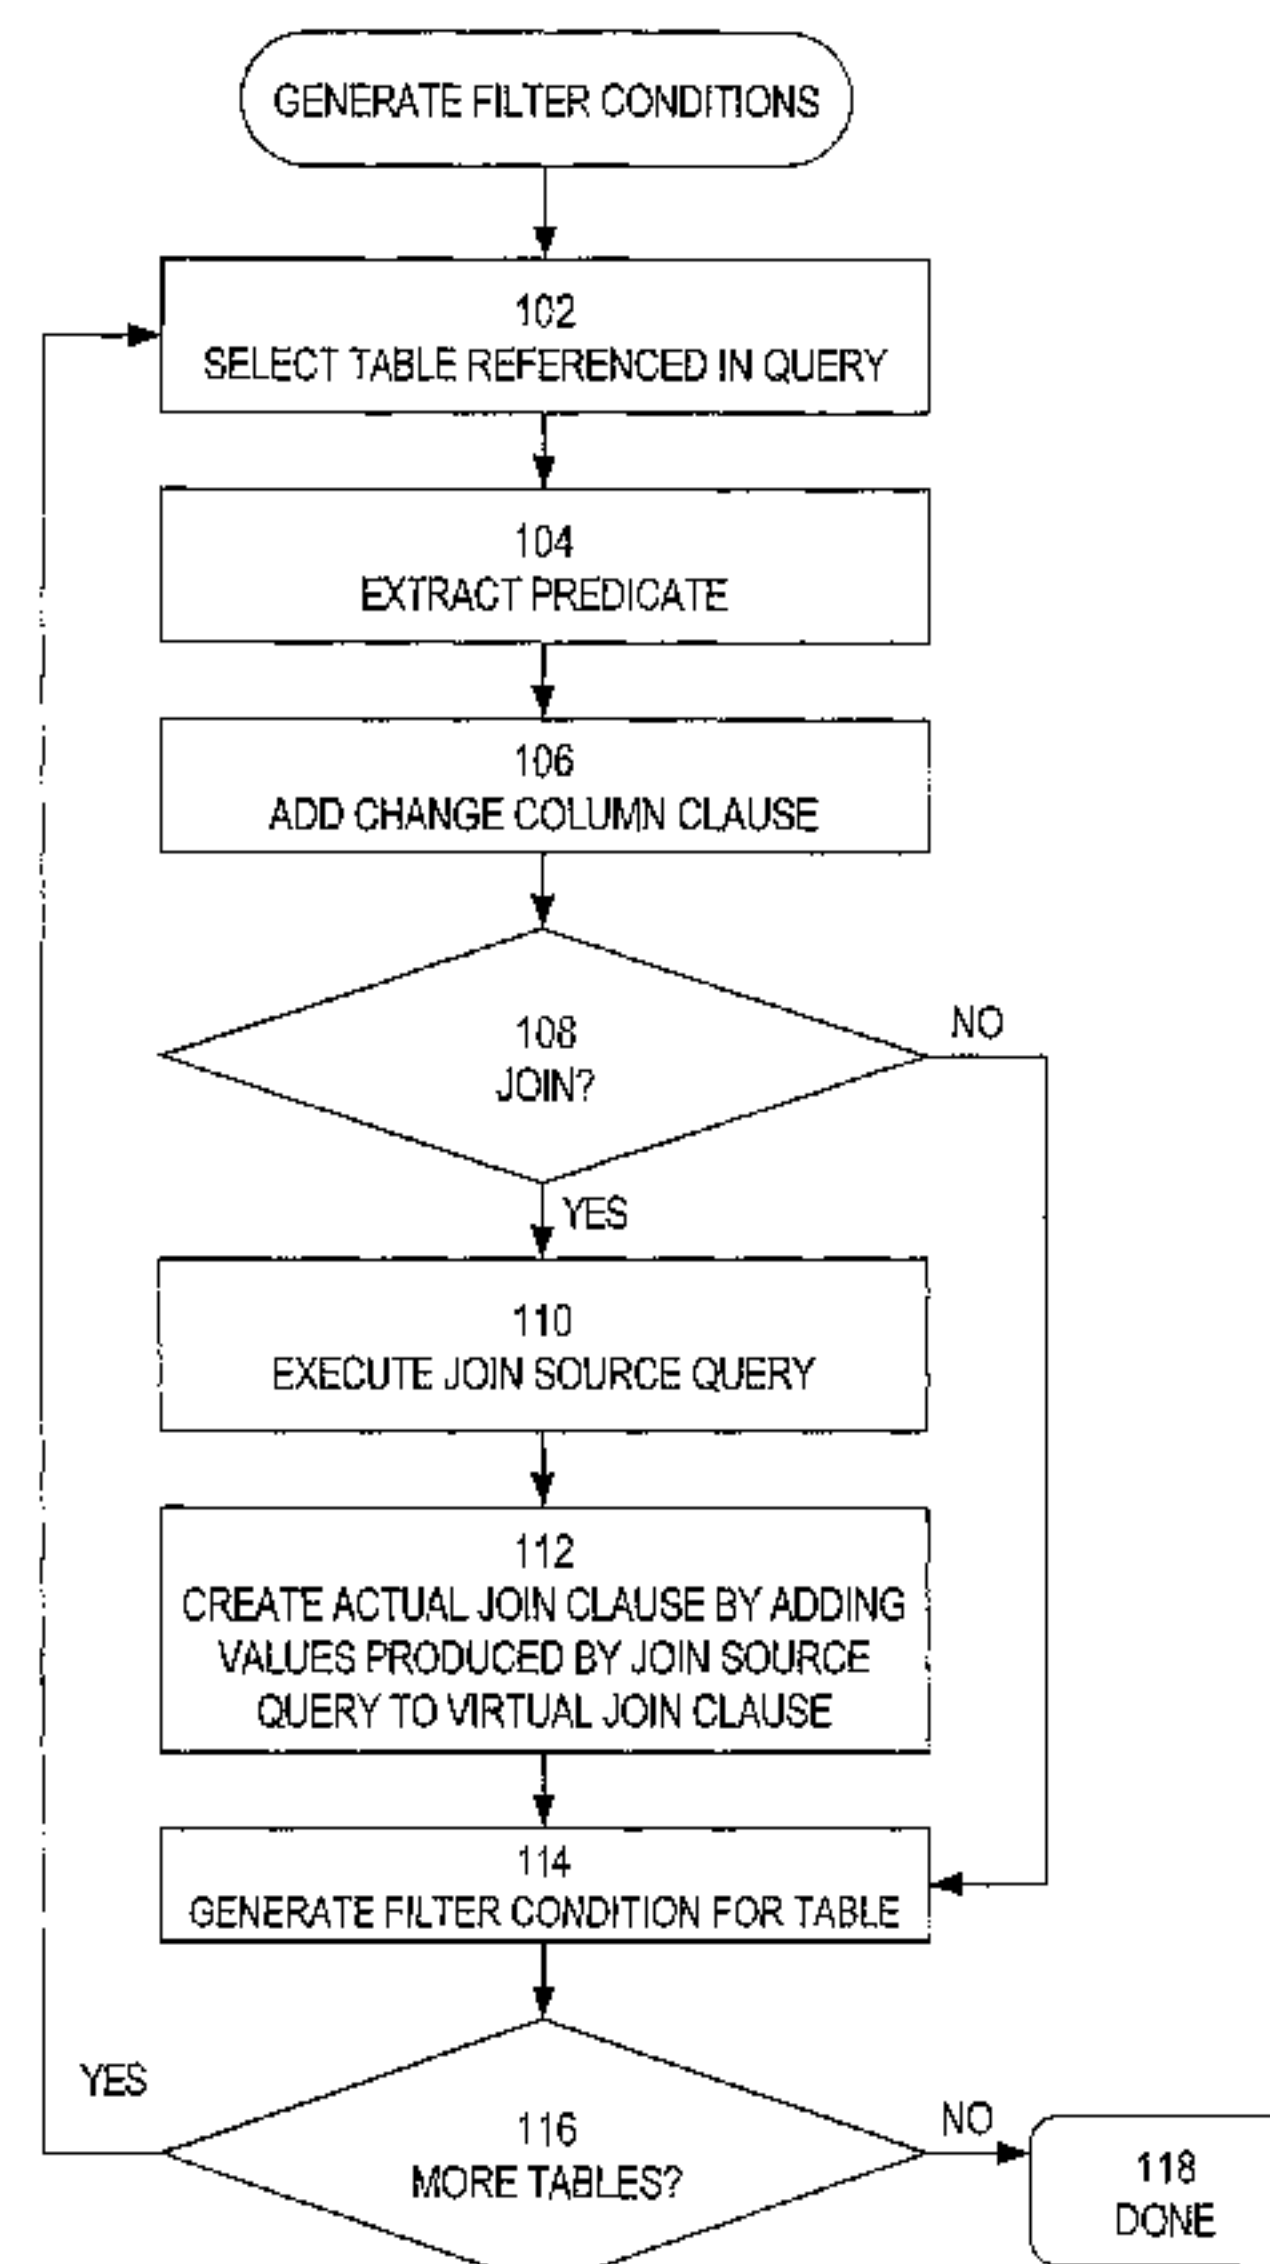 GENERATE FILTER CONDITIONS
102
SELECT TABLE REFERENCED IN QUERY
104
EXTRACT PREDICATE
106
ADD CHANGE COLUMN CLAUSE
108
JOIN?
NO
YES
110
EXECUTE JOIN SOURCE QUERY
112
CREATE ACTUAL JOIN CLAUSE BY ADDING
VALUES PRODUCED BY JOIN SOURCE
QUERY TO VIRTUAL JOIN CLAUSE
114
GENERATE FILTER CONDITION FOR TABLE
YES
116
MORE TABLES?
NO
118
DONE